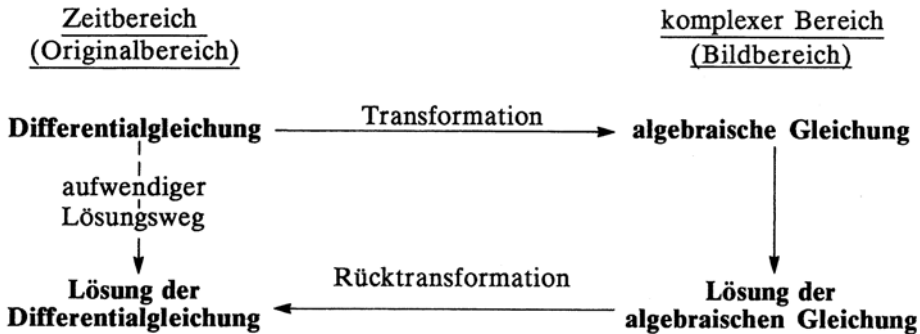 Zeitbereich
(Originalbereich)
komplexer Bereich
(Bildbereich)
Differentialgleichung
Transformation
algebraische Gleichung
aufwendiger
Lösungsweg
Lösung der
Differentialgleichung
Rücktransformation
Lösung der
algebraischen Gleichung